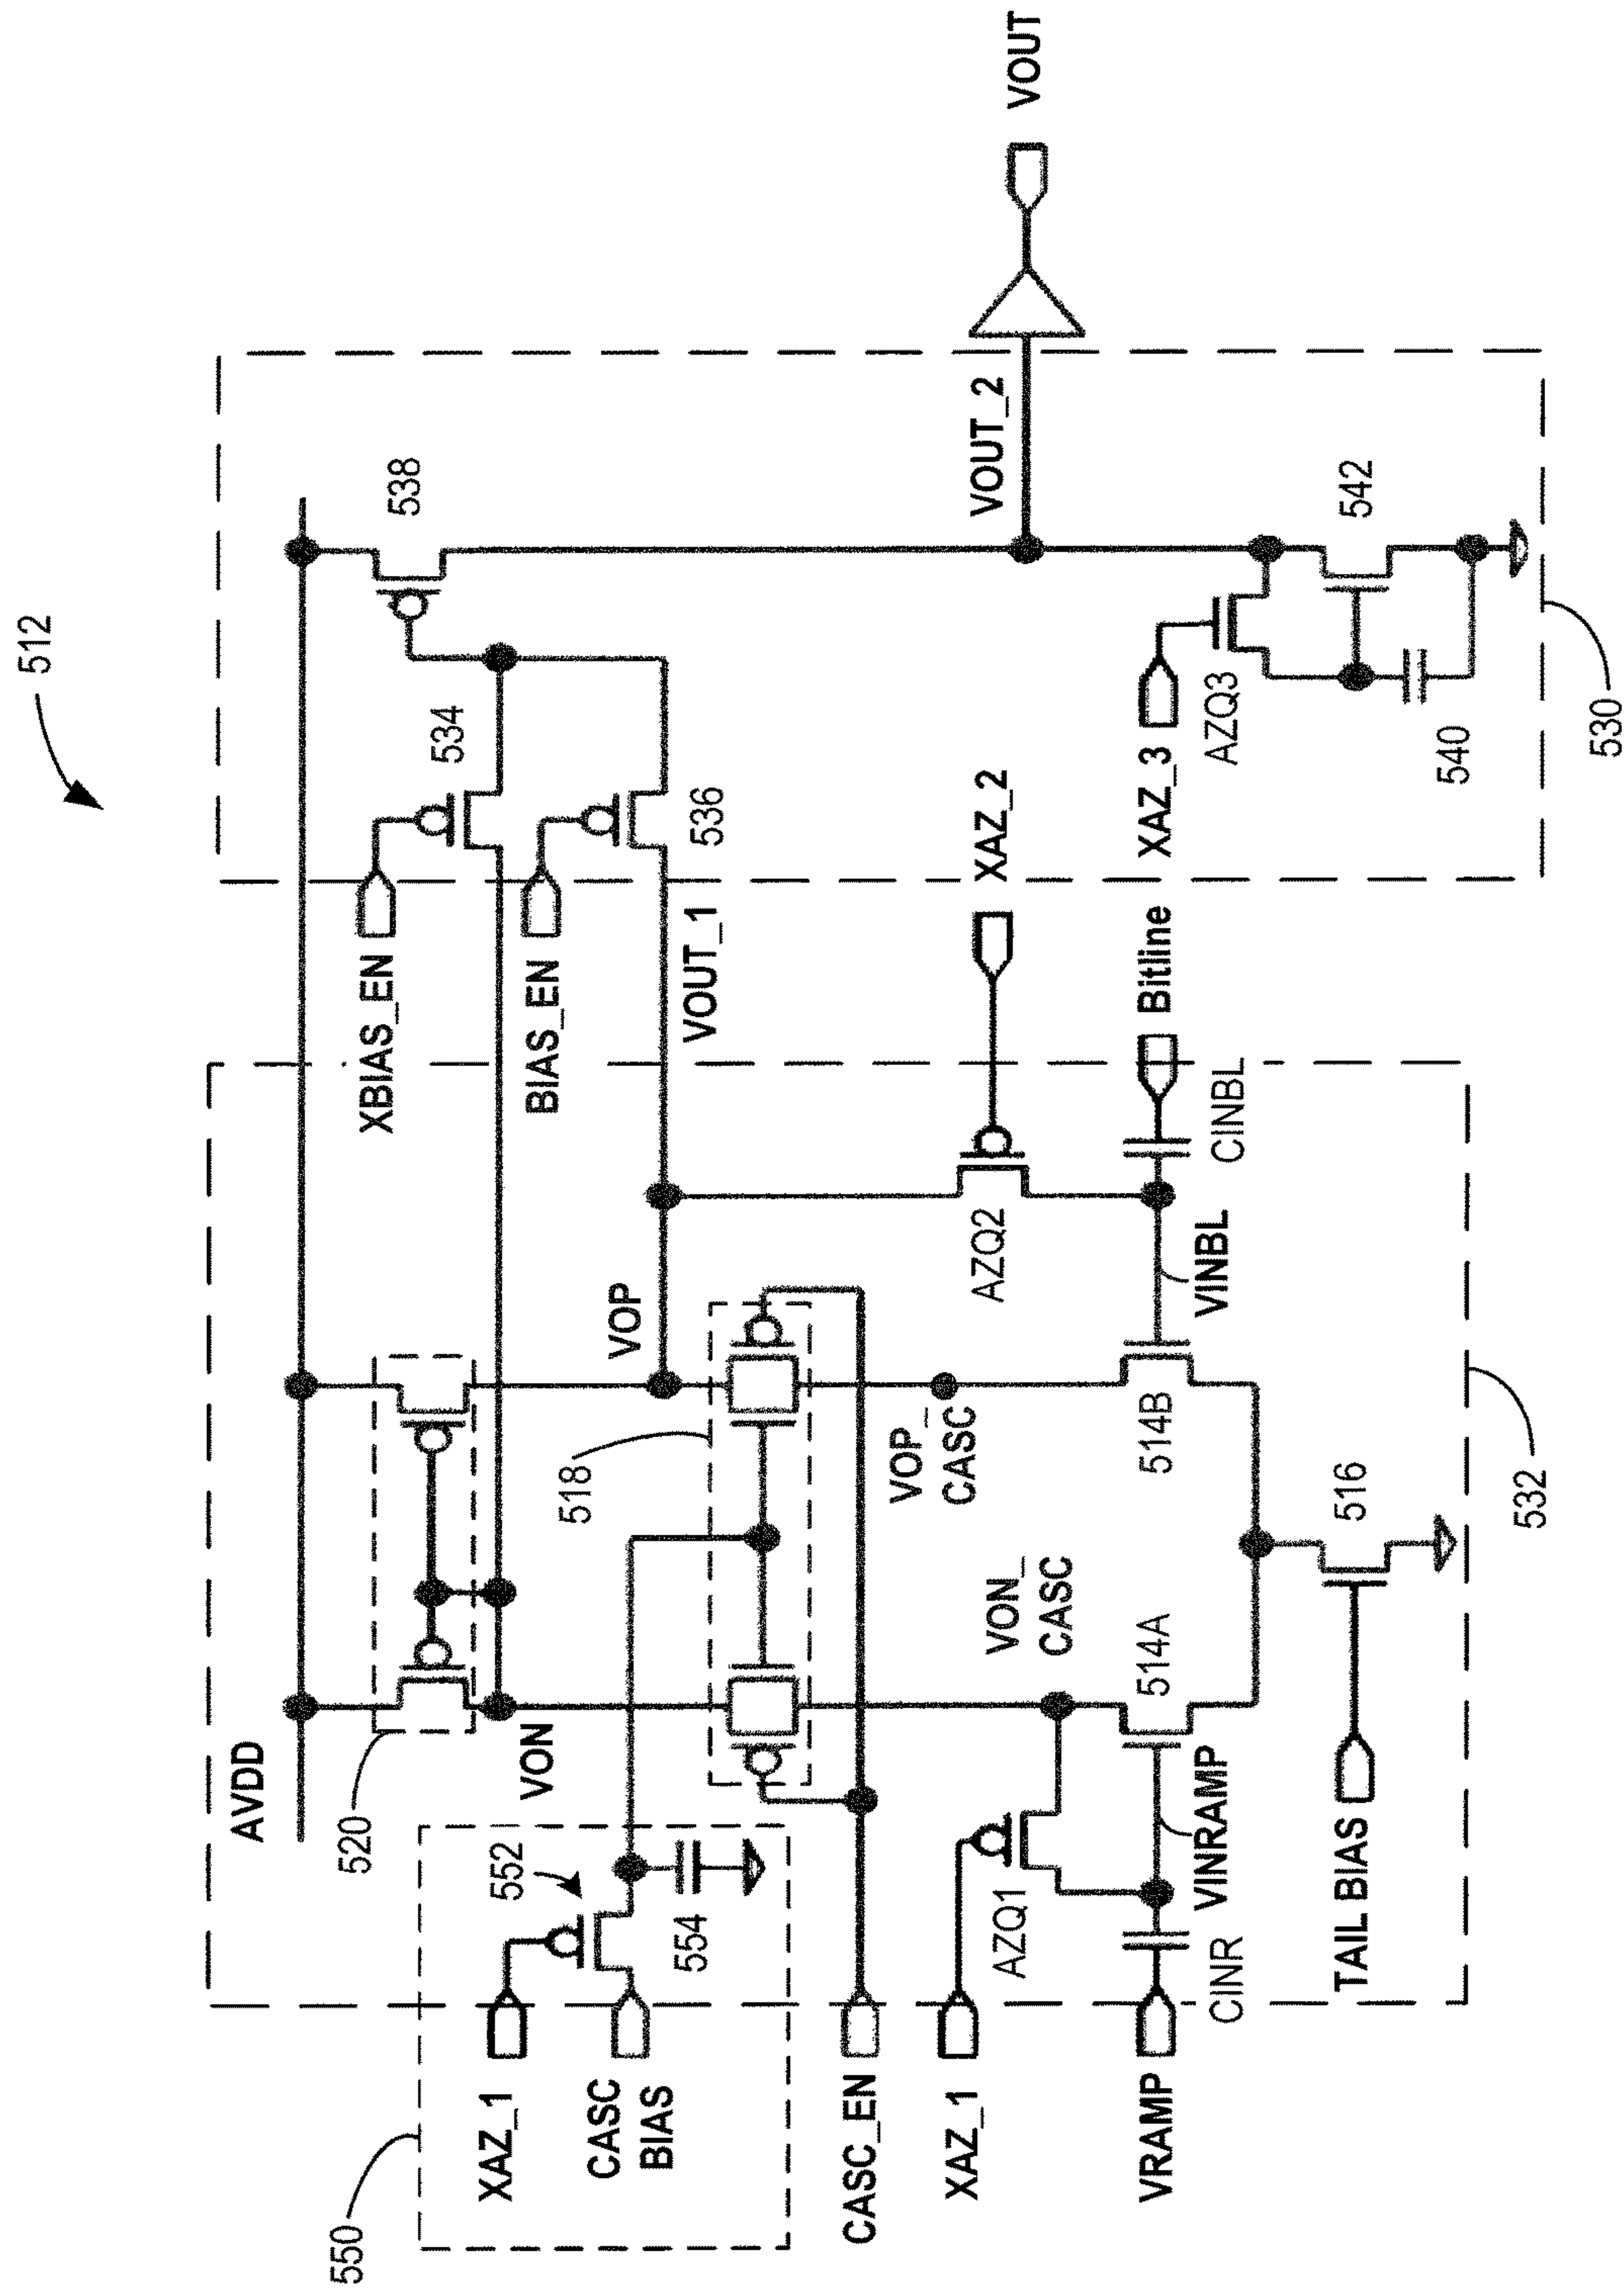 512
AVDD
520
VON
VOP
XBIAS_EN
534
538
BIAS_EN
536
VOUT_1
550
XAZ_1
552
CASC
BIAS
554
518
CASC_EN
VOP_
CASC
VON_
CASC
XAZ_1
AZQ1
AZQ2
XAZ_2
VOUT_2
VOUT
VRAMP
CINR
VINRAMP
514A
514B
VINBL
CINBL
Bitline
XAZ_3
AZQ3
540
542
TAIL BIAS
516
532
530